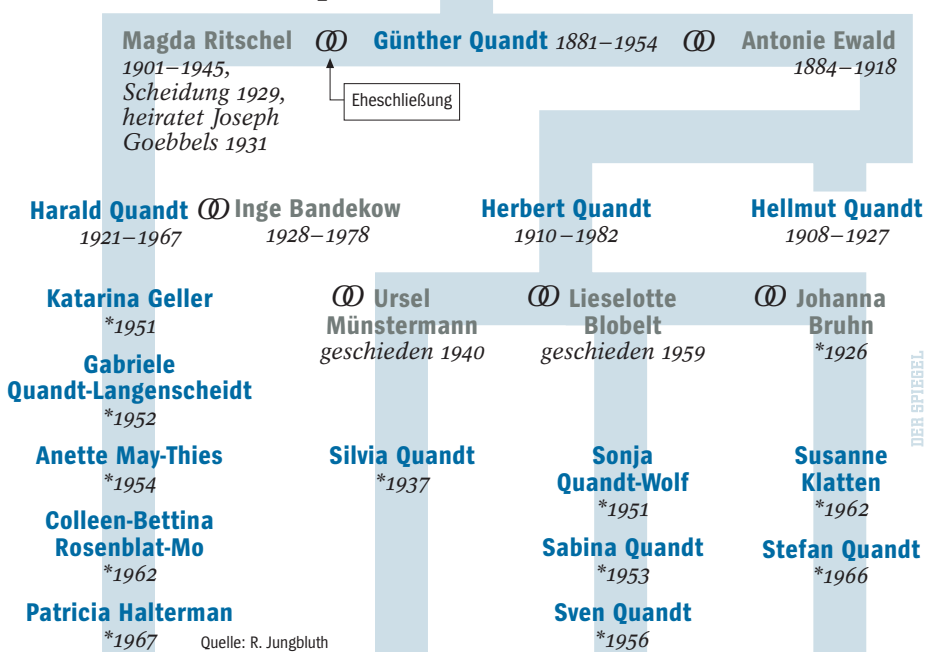 Magda Ritschel
1901–1945,
Scheidung 1929,
heiratet Joseph
Goebbels 1931
Günther Quandt 1881–1954
Antonie Ewald
1884–1918
Eheschließung
Harald Quandt
1921–1967
Inge Bandekow
1928–1978
Herbert Quandt
1910–1982
Hellmut Quandt
1908–1927
Katarina Geller
*1951
Gabriele
Quandt-Langenscheidt
*1952
Anette May-Thies
*1954
Colleen-Bettina
Rosenblat-Mo
*1962
Patricia Halterman
*1967
Ursel
Münstermann
geschieden 1940
Silvia Quandt
*1937
Lieselotte
Blobelt
geschieden 1959
Sonja
Quandt-Wolf
*1951
Sabina Quandt
*1953
Sven Quandt
*1956
Johanna
Bruhn
*1926
Susanne
Klatten
*1962
Stefan Quandt
*1966
Quelle: R. Jungbluth
DER SPIEGEL